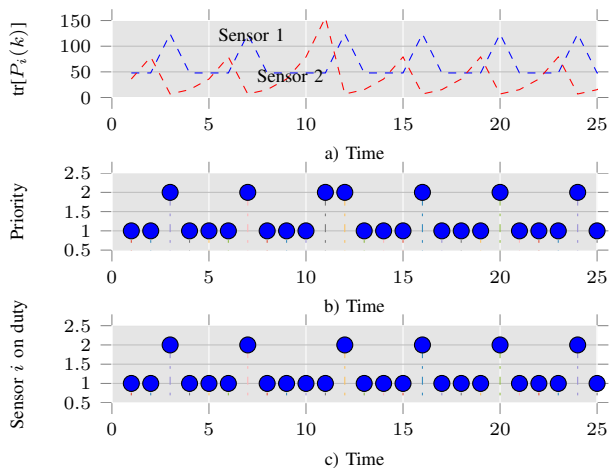 tr[P_i(k)]
150
100
50
0
Sensor 1
Sensor 2
0 5 10 15 20 25
a) Time
Priority
2.5
2
1.5
1
0.5
0 5 10 15 20 25
b) Time
Sensor i on duty
2.5
2
1.5
1
0.5
0 5 10 15 20 25
c) Time